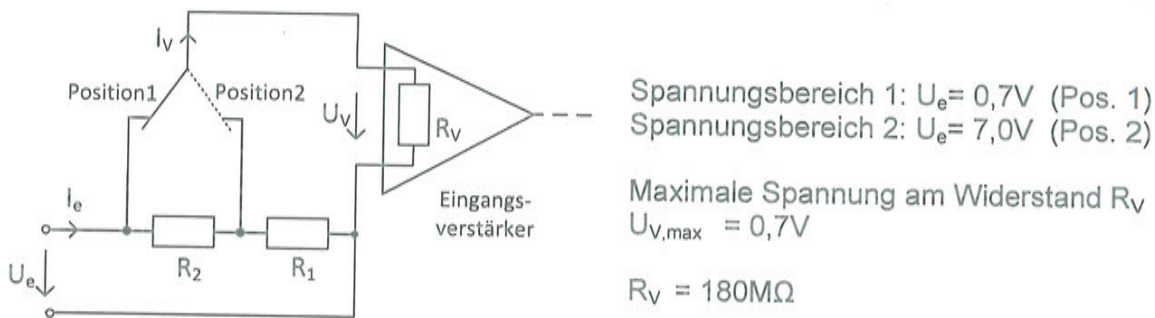 I_V
Position1
Position2
U_V
R_V
I_e
Eingangs-
verstärker
R_2
R_1
U_e
Spannungsbereich 1: U_e= 0,7V (Pos. 1)
Spannungsbereich 2: U_e= 7,0V (Pos. 2)
Maximale Spannung am Widerstand R_V
U_V,max = 0,7V
R_V = 180MΩ